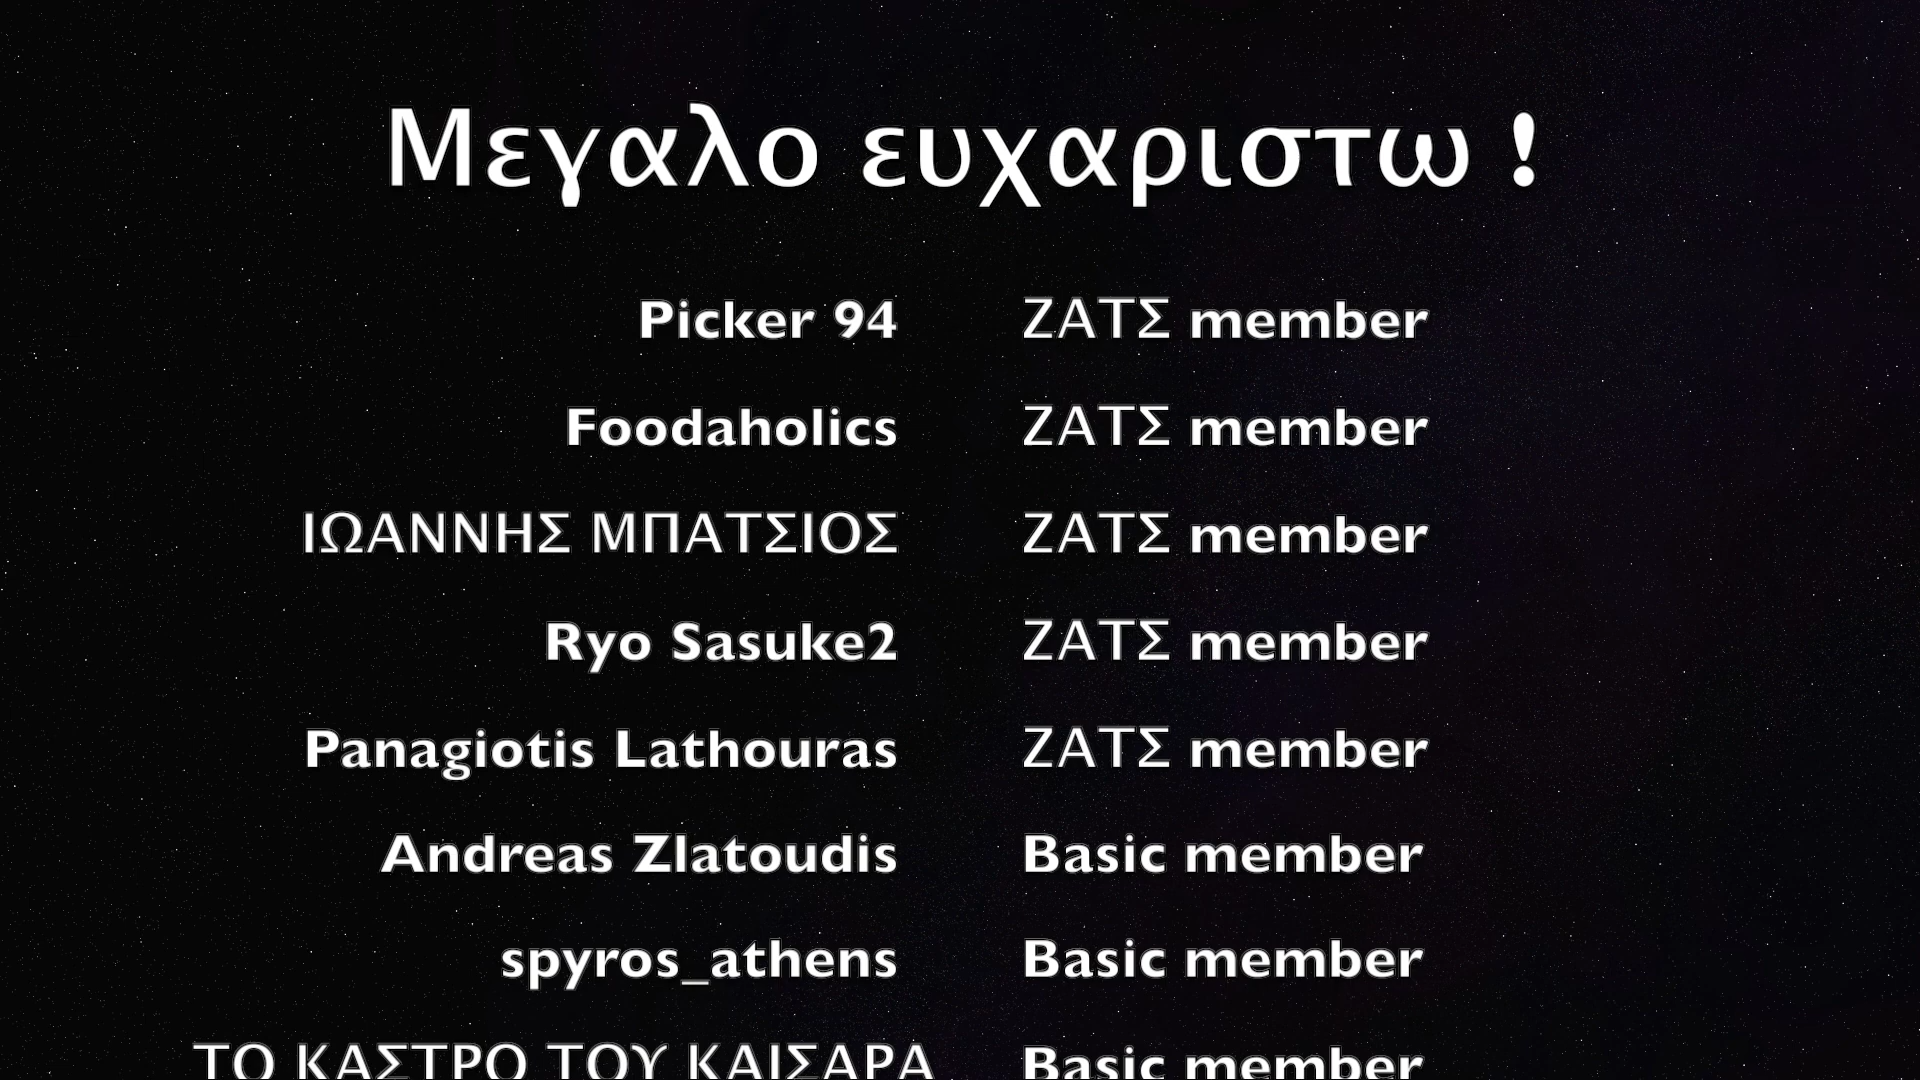 Μεγαλο ευχαριστω !
Picker 94 ΖΑΤΣ member
Foodaholics ΖΑΤΣ member
ΙΩΑΝΝΗΣ ΜΠΑΤΣΙΟΣ ΖΑΤΣ member
Ryo Sasuke2 ΖΑΤΣ member
Panagiotis Lathouras ΖΑΤΣ member
Andreas Zlatoudis Basic member
spyros_athens Basic member
ΤΟ ΚΑΣΤΡΟ ΤΟΥ ΚΑΙΣΑΡΑ Basic member